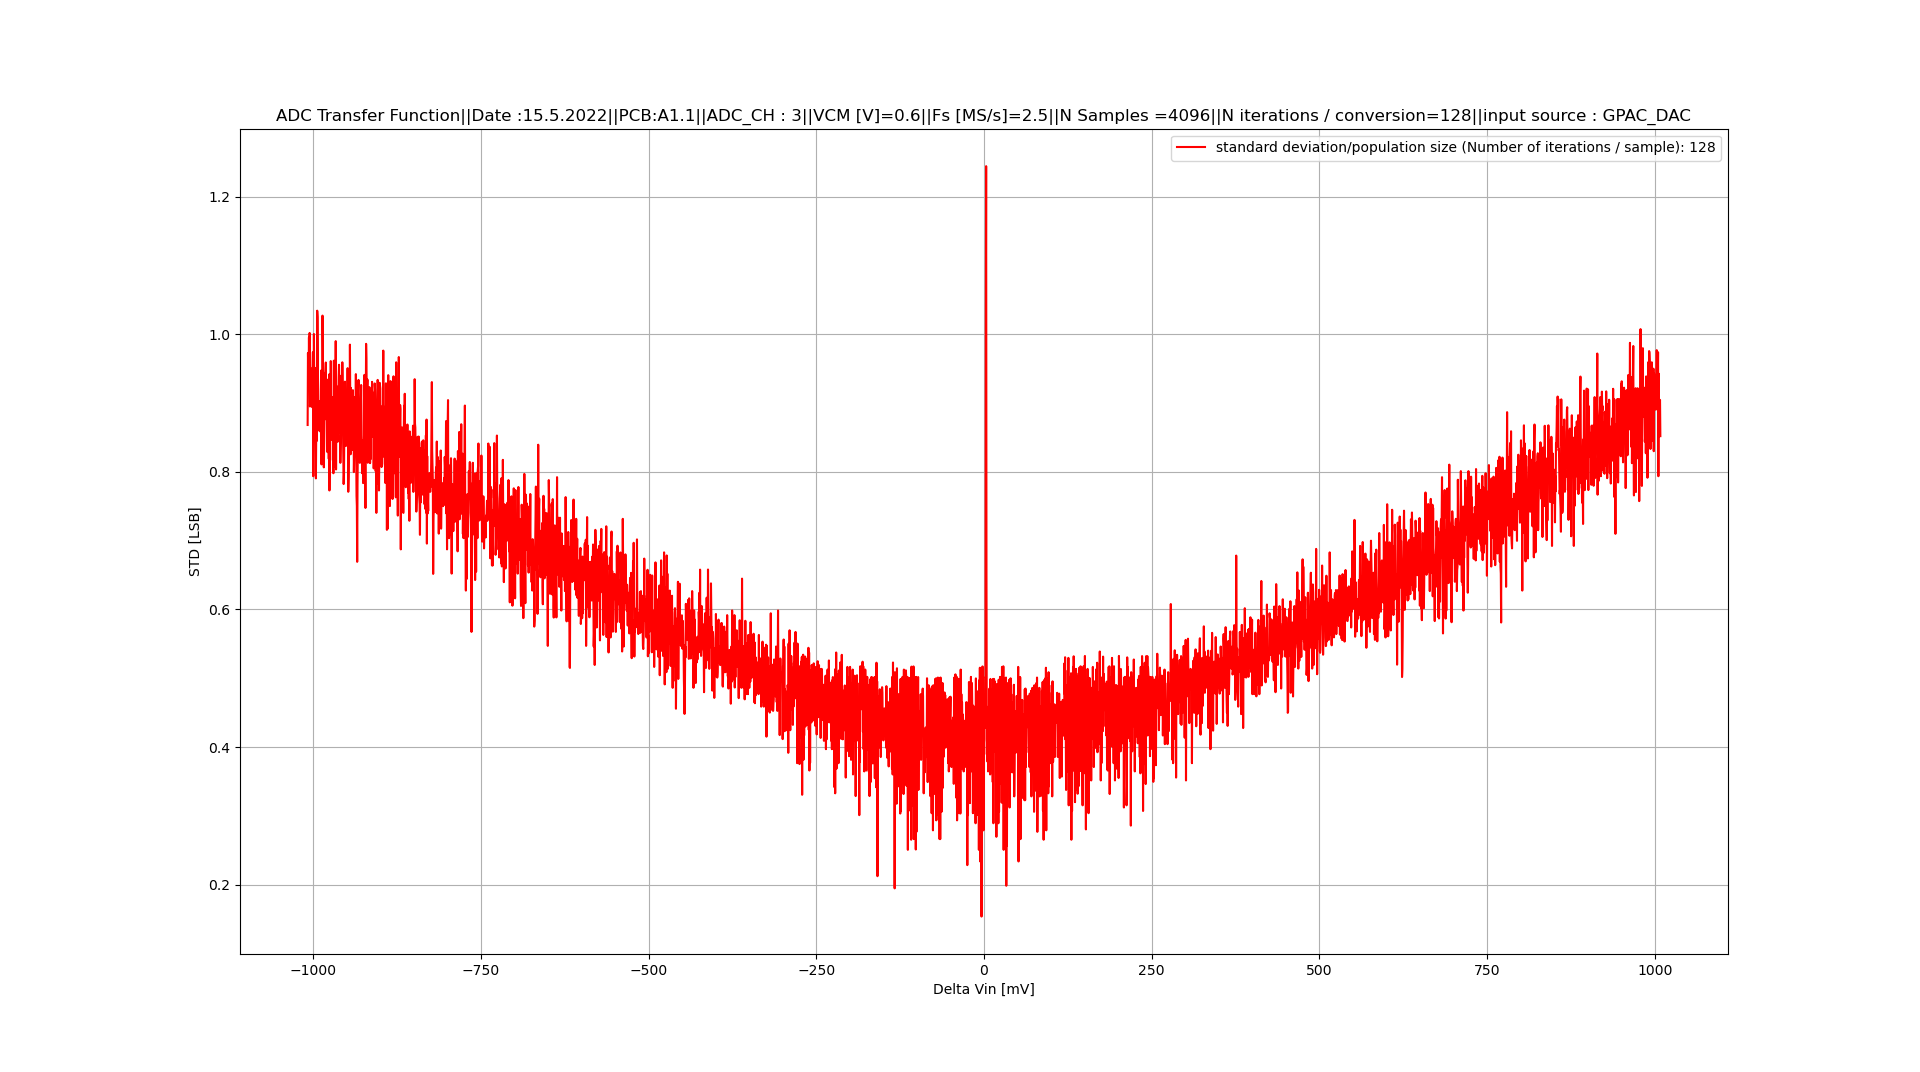 ADC Transfer Function||Date :15.5.2022||PCB:A1.1||ADC_CH : 3||VCM [V]=0.6||Fs [MS/s]=2.5||N Samples =4096||N iterations / conversion=128||input source : GPAC_DAC
standard deviation/population size (Number of iterations / sample): 128
1.2
1.0
0.8
0.6
0.4
0.2
STD [LSB]
−1000 −750 −500 −250 0 250 500 750 1000
Delta Vin [mV]